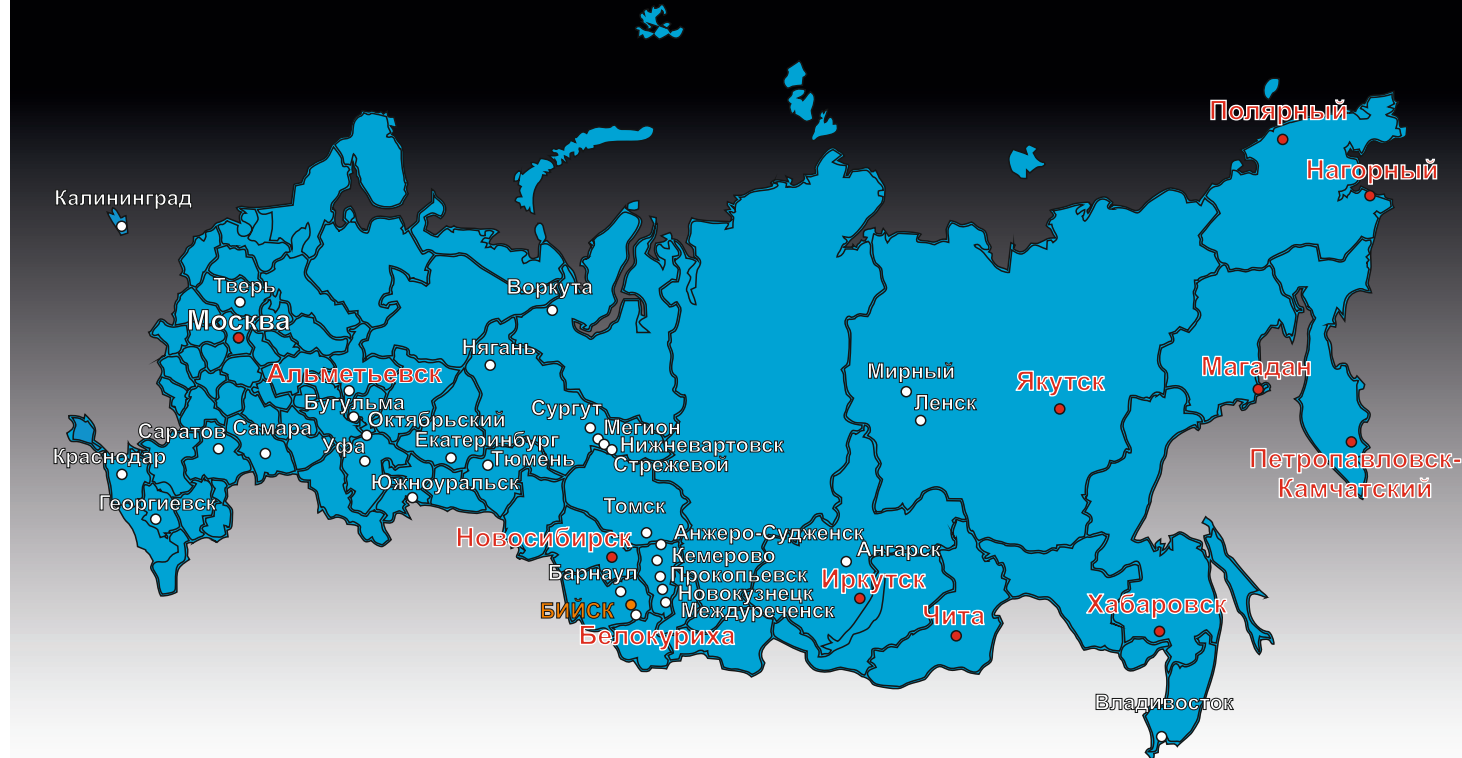 Полярный
Нагорный
Калининград
Тверь
Воркута
Москва
Нягань
Альметьевск
Мирный
Якутск
Магадан
Бугульма
Ленск
Сургут
Октябрьский
Мегион
Саратов
Самара
Екатеринбург
Нижневартовск
Уфа
Краснодар
Тюмень
Стрежевой
Петропавловск-
Камчатский
Южноуральск
Георгиевск
Томск
Новосибирск
Анжеро-Судженск
Ангарск
Кемерово
Барнаул
Прокопьевск
Иркутск
Новокузнецк
БИЙСК
Междуреченск
Хабаровск
Чита
Белокуриха
Владивосток